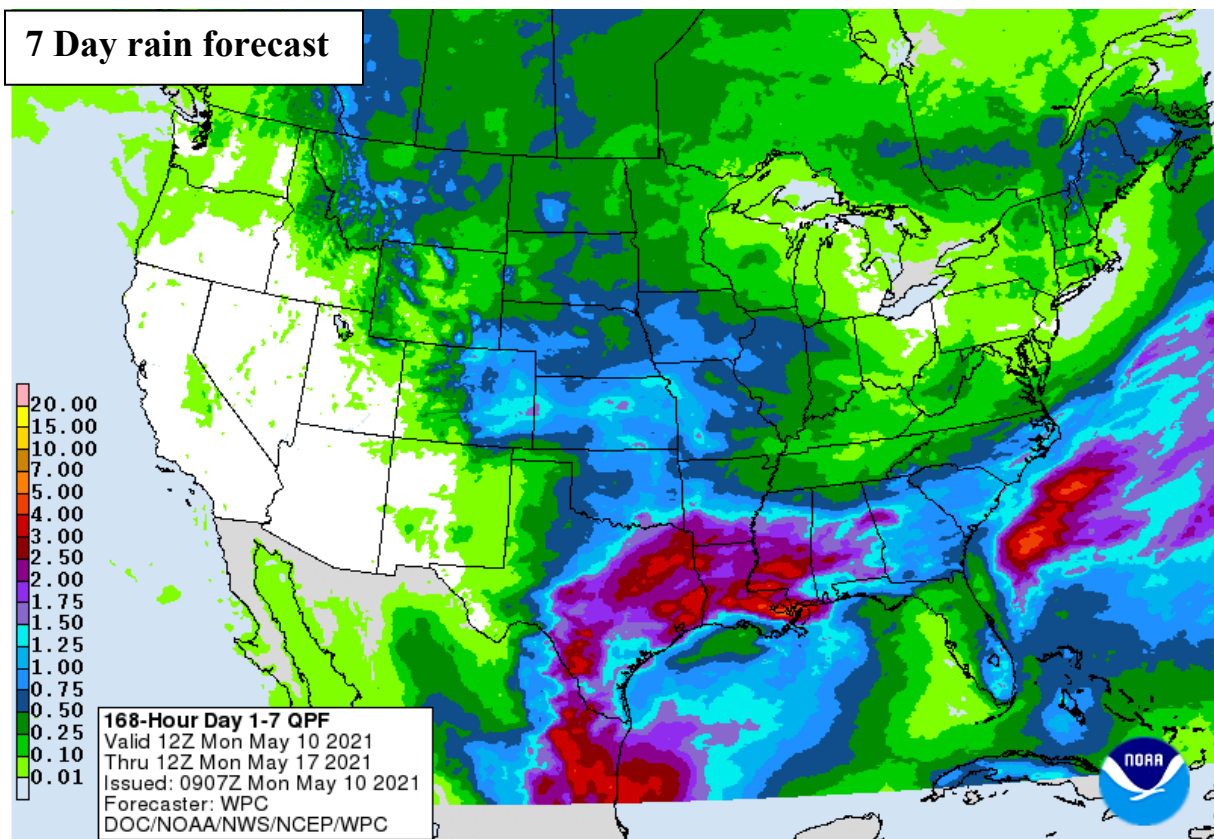 7 Day rain forecast
20.00
15.00
10.00
7.00
5.00
4.00
3.00
2.50
2.00
1.75
1.50
1.25
1.00
0.75
0.50
0.25
0.10
0.01
168-Hour Day 1-7 QPF
Valid 12Z Mon May 10 2021
Thru 12Z Mon May 17 2021
Issued: 0907Z Mon May 10 2021
Forecaster: WPC
DOC/NOAA/NWS/NCEP/WPC
NOAA